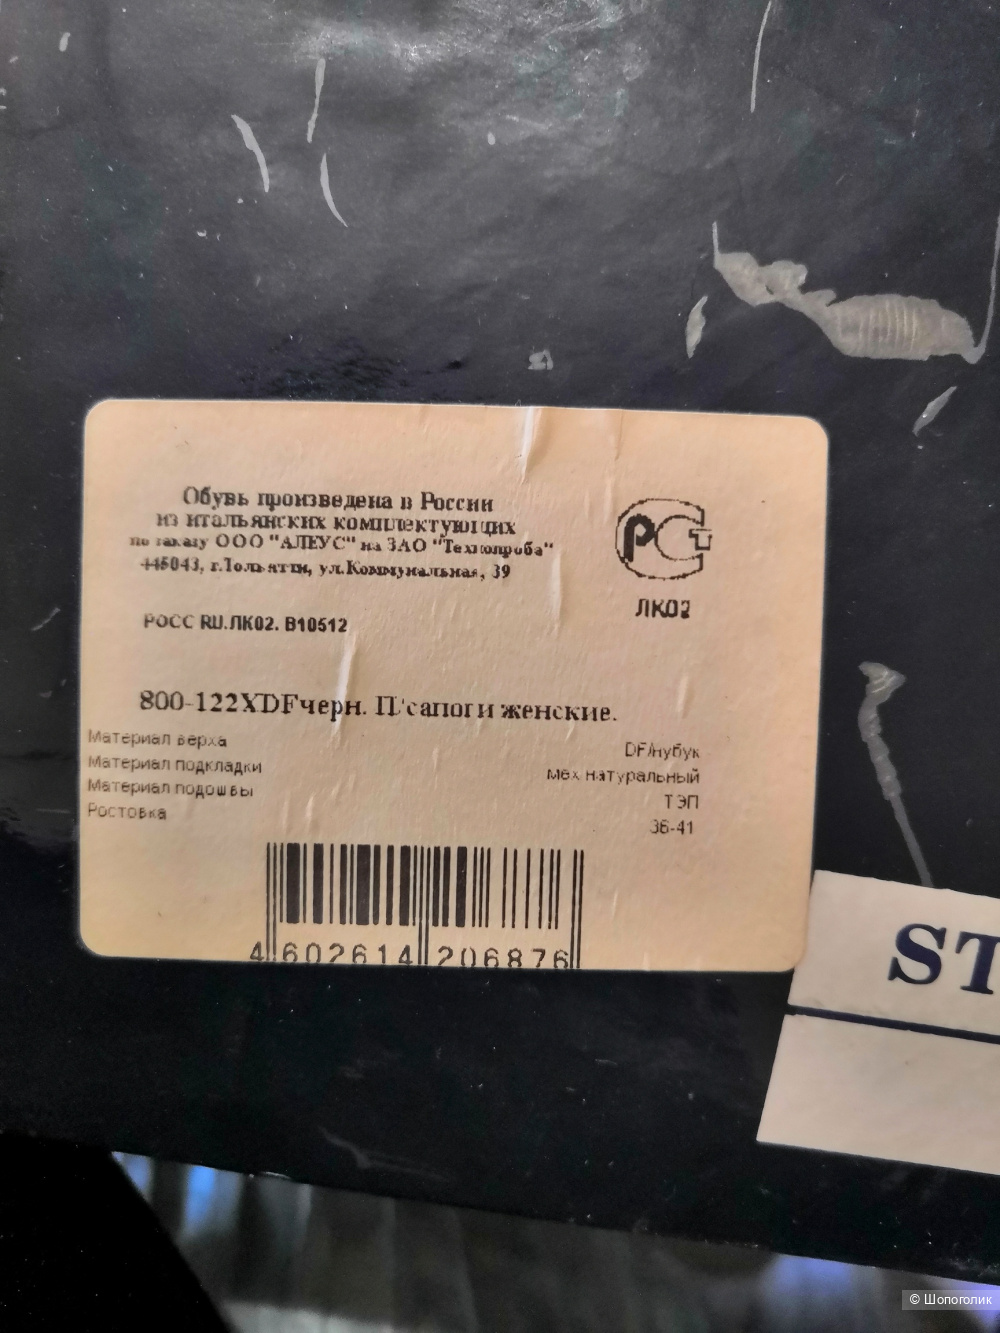 Обувь произведена в России
из итальянских комплектующих
по заказу ООО "АЛЕУС" на ЗАО "Технопроба"
445043, г.Тольятти, ул.Коммунальная, 39
РСТ
ЛК02
РОСС RU.ЛК02. В10512
800-122XDFчерн. П/сапоги женские.
Материал верха DF/нубук
Материал подкладки мех натуральный
Материал подошвы ТЭП
Ростовка 36-41
4 602614 206876
ST
© Шопоголик